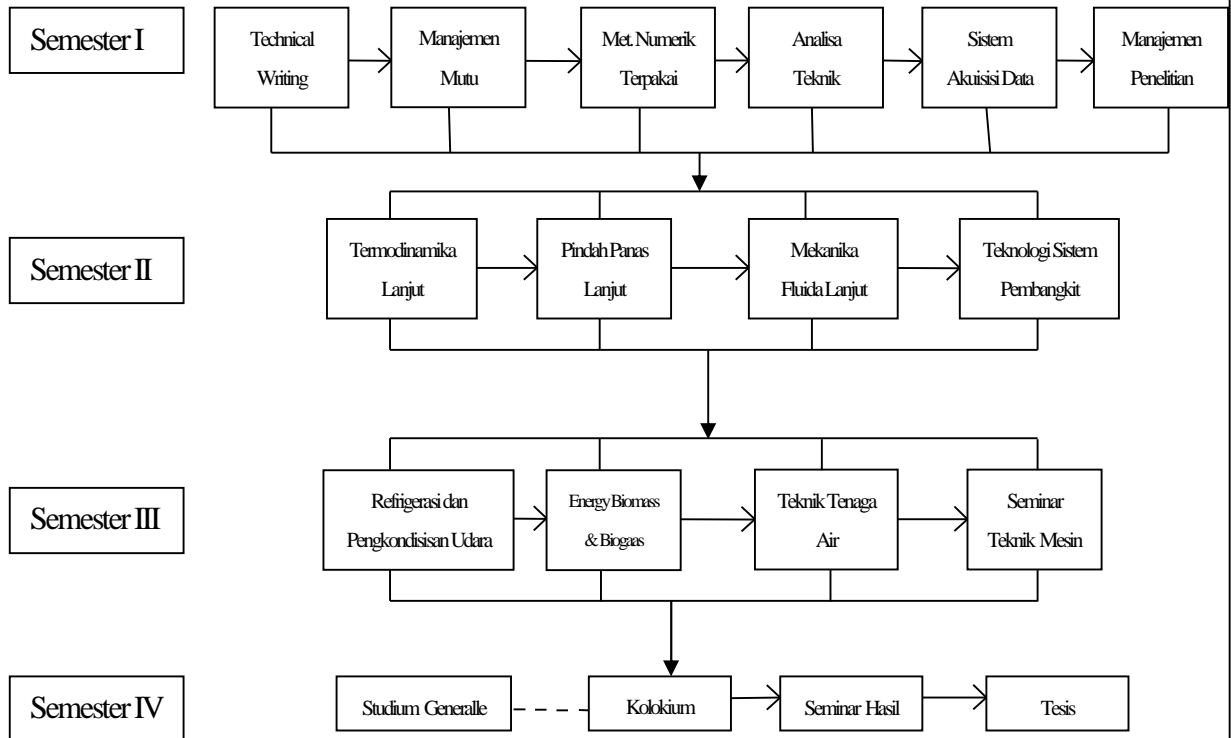 Semester I
Technical
Writing
Manajemen
Mutu
Met. Numerik
Terpakai
Analisa
Teknik
Sistem
Akuisisi Data
Manajemen
Penelitian
Semester II
Termodinamika
Lanjut
Pindah Panas
Lanjut
Mekanika
Fluida Lanjut
Teknologi Sistem
Pembangkit
Semester III
Refrigerasi dan
Pengkondisisan Udara
Energy Biomass
& Biogaas
Teknik Tenaga
Air
Seminar
Teknik Mesin
Semester IV
Studium Generalle
Kolokium
Seminar Hasil
Tesis